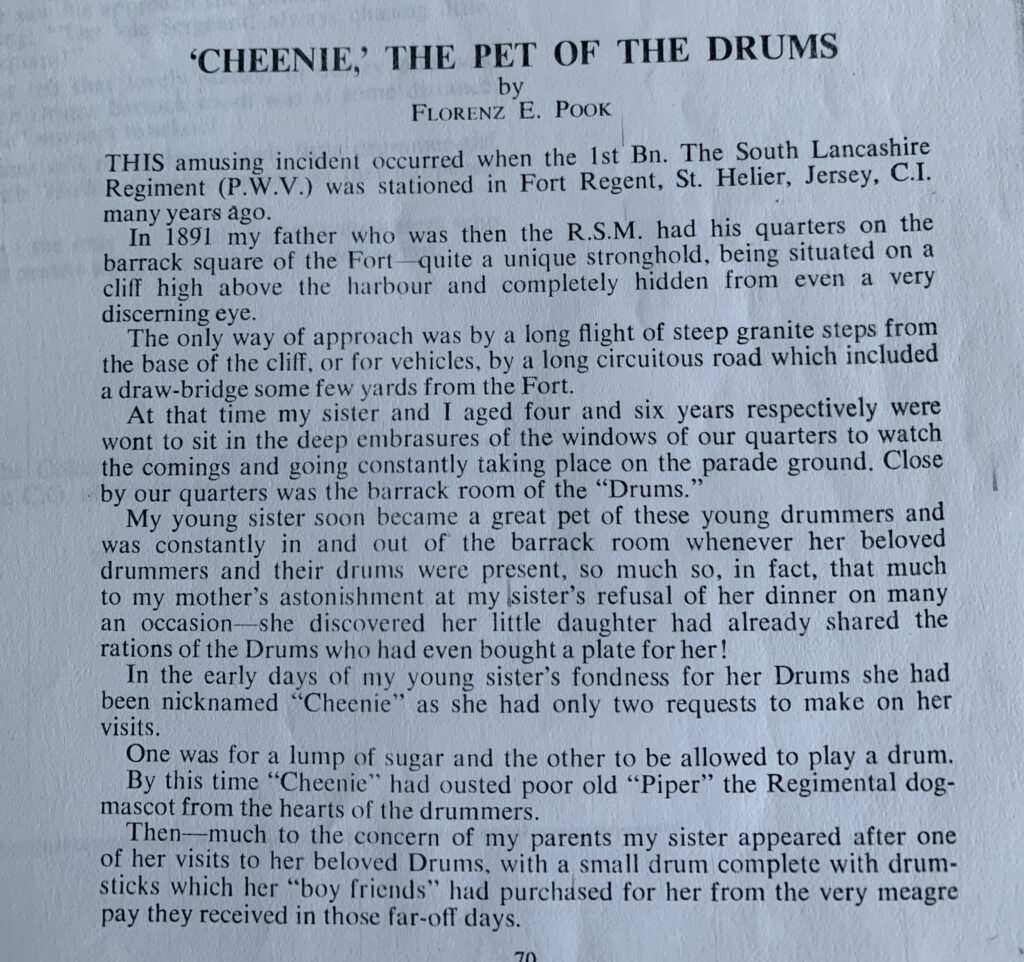 ‘CHEENIE,’ THE PET OF THE DRUMS
by
FLORENZ E. POOK
THIS amusing incident occurred when the 1st Bn. The South Lancashire
Regiment (P.W.V.) was stationed in Fort Regent, St. Helier, Jersey, C.I.
many years ago.
In 1891 my father who was then the R.S.M. had his quarters on the
barrack square of the Fort—quite a unique stronghold, being situated on a
cliff high above the harbour and completely hidden from even a very
discerning eye.
The only way of approach was by a long flight of steep granite steps from
the base of the cliff, or for vehicles, by a long circuitous road which included
a draw-bridge some few yards from the Fort.
At that time my sister and I aged four and six years respectively were
wont to sit in the deep embrasures of the windows of our quarters to watch
the comings and going constantly taking place on the parade ground. Close
by our quarters was the barrack room of the “Drums.”
My young sister soon became a great pet of these young drummers and
was constantly in and out of the barrack room whenever her beloved
drummers and their drums were present, so much so, in fact, that much
to my mother’s astonishment at my sister’s refusal of her dinner on many
an occasion—she discovered her little daughter had already shared the
rations of the Drums who had even bought a plate for her!
In the early days of my young sister’s fondness for her Drums she had
been nicknamed “Cheenie” as she had only two requests to make on her
visits.
One was for a lump of sugar and the other to be allowed to play a drum.
By this time “Cheenie” had ousted poor old “Piper” the Regimental dog-
mascot from the hearts of the drummers.
Then—much to the concern of my parents my sister appeared after one
of her visits to her beloved Drums, with a small drum complete with drum-
sticks which her “boy friends” had purchased for her from the very meagre
pay they received in those far-off days.
70